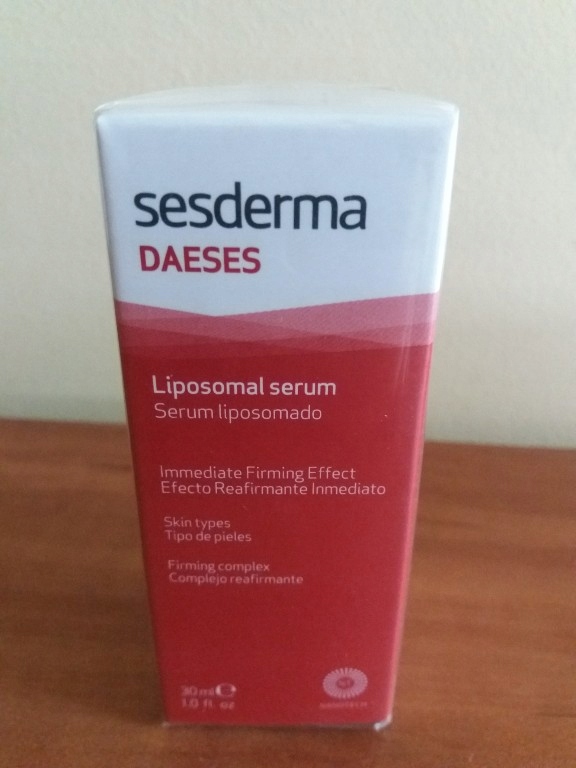 sesderma
DAESES
Liposomal serum
Serum liposomado
Immediate Firming Effect
Efecto Reafirmante Inmediato
Skin types
Tipo de pieles
Firming complex
Complejo reafirmante
30 ml ℮
1.0 fl. oz
NANOTECH